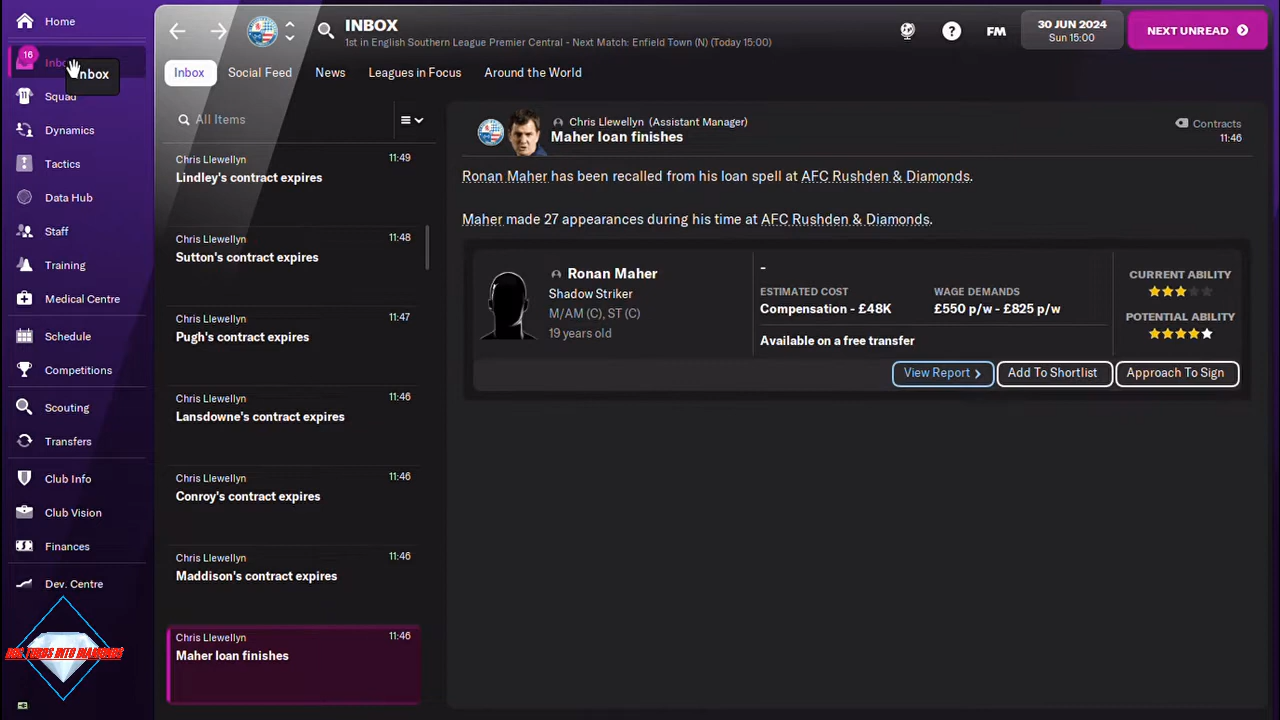 Home
16
Inbox
Inbox
Squad
Dynamics
Tactics
Data Hub
Staff
Training
Medical Centre
Schedule
Competitions
Scouting
Transfers
Club Info
Club Vision
Finances
Dev. Centre
DOG TURDS INTO DIAMONDS
INBOX
1st in English Southern League Premier Central - Next Match: Enfield Town (N) (Today 15:00)
?
FM
30 JUN 2024
Sun 15:00
NEXT UNREAD
Inbox
Social Feed
News
Leagues in Focus
Around the World
All Items
Chris Llewellyn 11:49
Lindley's contract expires
Chris Llewellyn 11:48
Sutton's contract expires
Chris Llewellyn 11:47
Pugh's contract expires
Chris Llewellyn 11:46
Lansdowne's contract expires
Chris Llewellyn 11:46
Conroy's contract expires
Chris Llewellyn 11:46
Maddison's contract expires
Chris Llewellyn 11:46
Maher loan finishes
Chris Llewellyn (Assistant Manager)
Maher loan finishes
Contracts
11:46
Ronan Maher has been recalled from his loan spell at AFC Rushden & Diamonds.
Maher made 27 appearances during his time at AFC Rushden & Diamonds.
Ronan Maher
Shadow Striker
M/AM (C), ST (C)
19 years old
-
ESTIMATED COST
Compensation - £48K
WAGE DEMANDS
£550 p/w - £825 p/w
Available on a free transfer
CURRENT ABILITY
POTENTIAL ABILITY
View Report
Add To Shortlist
Approach To Sign